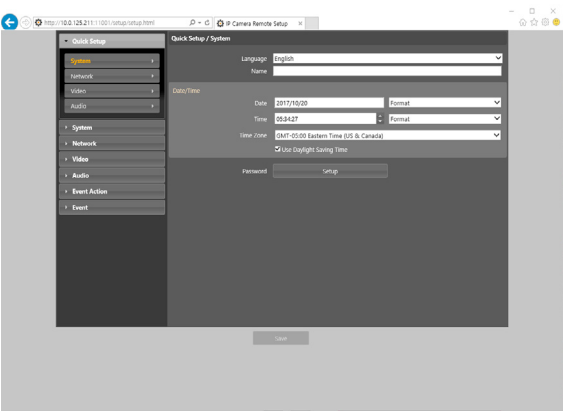 http://10.0.125.211:11001/setup/setup.html
IP Camera Remote Setup
Quick Setup
System
Network
Video
Audio
System
Network
Video
Audio
Event Action
Event
Quick Setup / System
Language English
Name
Date/Time
Date 2017/10/20 Format
Time 05:34:27 Format
Time Zone GMT-05:00 Eastern Time (US & Canada)
Use Daylight Saving Time
Password Setup
Save